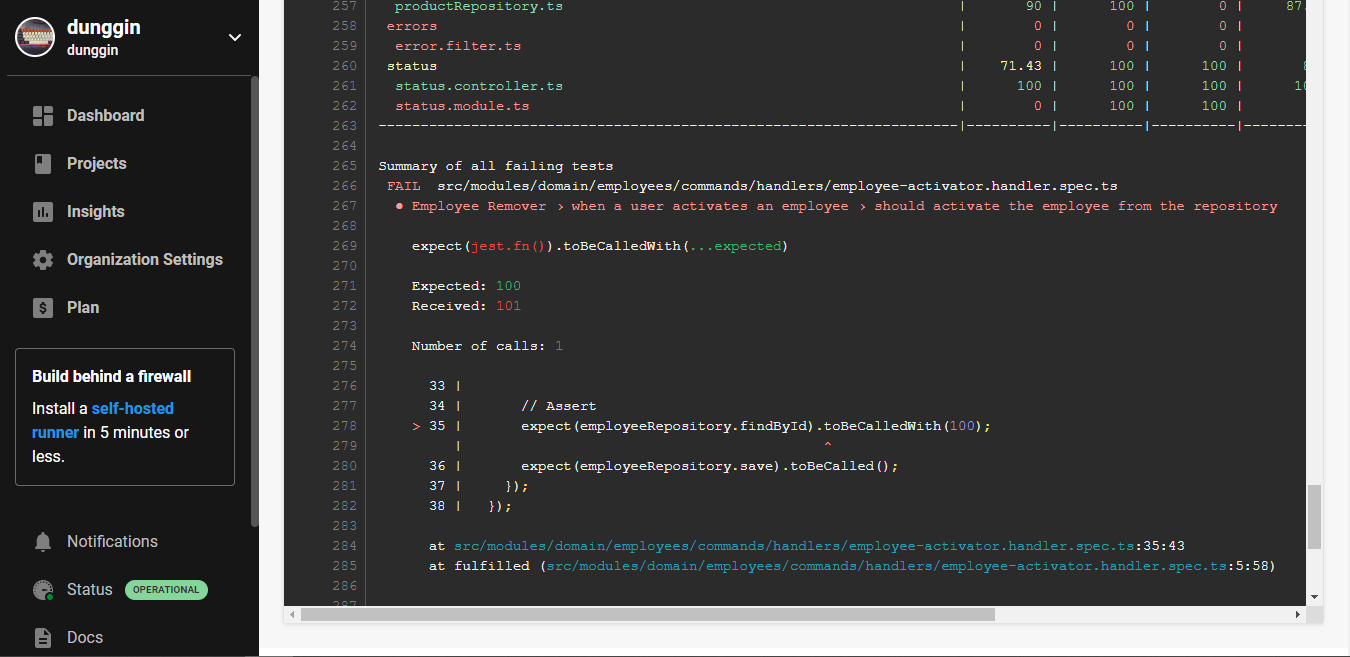 dunggin
dunggin
Dashboard
Projects
Insights
Organization Settings
Plan
Build behind a firewall
Install a self-hosted
runner in 5 minutes or
less.
Notifications
Status OPERATIONAL
Docs
257 productRepository.ts | 90 | 100 | 0 | 87.
258 errors | 0 | 0 | 0 |
259 error.filter.ts | 0 | 0 | 0 |
260 status | 71.43 | 100 | 100 |
261 status.controller.ts | 100 | 100 | 100 | 10
262 status.module.ts | 0 | 100 | 100 |
263 ---------------------------------------------------------------------|----------|----------|----------|--------
264
265 Summary of all failing tests
266 FAIL src/modules/domain/employees/commands/handlers/employee-activator.handler.spec.ts
267 ● Employee Remover › when a user activates an employee › should activate the employee from the repository
268
269 expect(jest.fn()).toBeCalledWith(...expected)
270
271 Expected: 100
272 Received: 101
273
274 Number of calls: 1
275
276 33 |
277 34 | // Assert
278 > 35 | expect(employeeRepository.findById).toBeCalledWith(100);
279 | ^
280 36 | expect(employeeRepository.save).toBeCalled();
281 37 | });
282 38 | });
283
284 at src/modules/domain/employees/commands/handlers/employee-activator.handler.spec.ts:35:43
285 at fulfilled (src/modules/domain/employees/commands/handlers/employee-activator.handler.spec.ts:5:58)
286
287